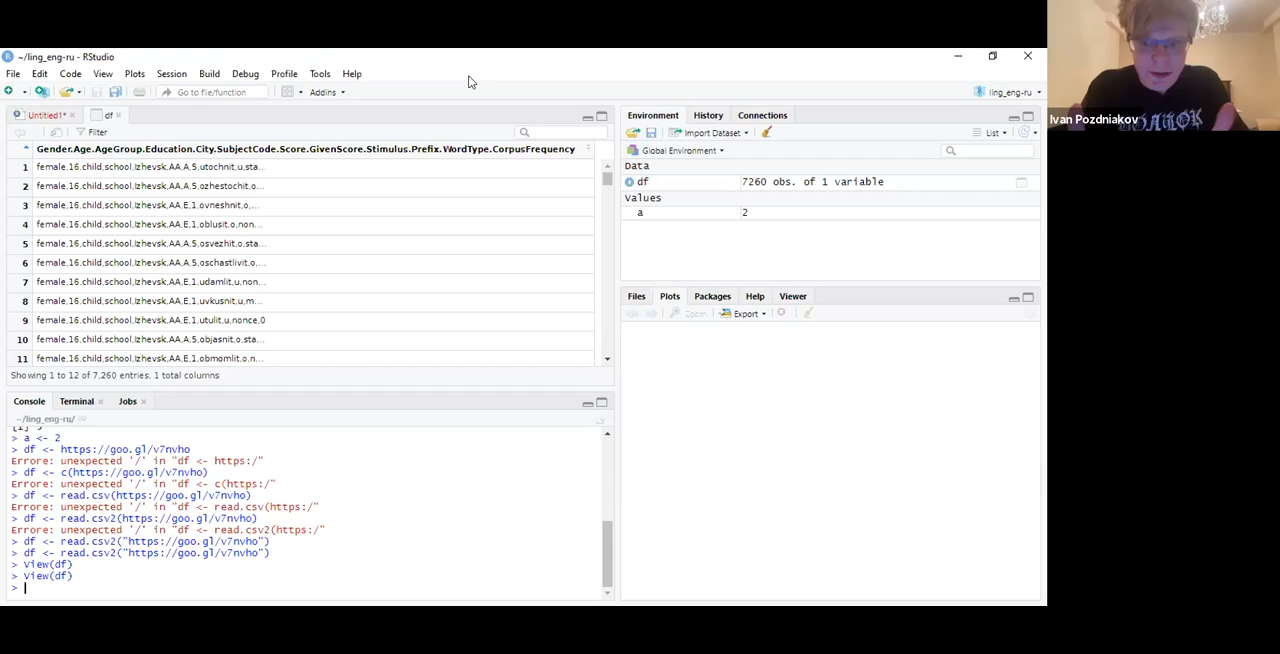 ~/ling_eng-ru - RStudio
File Edit Code View Plots Session Build Debug Profile Tools Help
Go to file/function Addins ling_eng-ru
Untitled1* df
Filter
Gender.Age.AgeGroup.Education.City.SubjectCode.Score.GivenScore.Stimulus.Prefix.WordType.CorpusFrequency
1 female,16,child,school,Izhevsk,AA,A,5,utochnit,u,sta...
2 female,16,child,school,Izhevsk,AA,A,5,ozhestochit,o...
3 female,16,child,school,Izhevsk,AA,E,1,ovneshnit,o,...
4 female,16,child,school,Izhevsk,AA,E,1,oblusit,o,non...
5 female,16,child,school,Izhevsk,AA,A,5,osvezhit,o,sta...
6 female,16,child,school,Izhevsk,AA,A,5,oschastlivit,o,...
7 female,16,child,school,Izhevsk,AA,E,1,udamlit,u,non...
8 female,16,child,school,Izhevsk,AA,E,1,uvkusnit,u,m...
9 female,16,child,school,Izhevsk,AA,E,1,utulit,u,nonce,0
10 female,16,child,school,Izhevsk,AA,A,5,objasnit,o,sta...
11 female,16,child,school,Izhevsk,AA,E,1,obmomlit,o,n...
Showing 1 to 12 of 7,260 entries, 1 total columns
Console Terminal Jobs
~/ling_eng-ru/
> a <- 2
> df <- https://goo.gl/v7nvho
Errore: unexpected '/' in "df <- https:/"
> df <- c(https://goo.gl/v7nvho)
Errore: unexpected '/' in "df <- c(https:/"
> df <- read.csv(https://goo.gl/v7nvho)
Errore: unexpected '/' in "df <- read.csv(https:/"
> df <- read.csv2(https://goo.gl/v7nvho)
Errore: unexpected '/' in "df <- read.csv2(https:/"
> df <- read.csv2("https://goo.gl/v7nvho")
> df <- read.csv2("https://goo.gl/v7nvho")
> View(df)
> View(df)
>
Environment History Connections
Import Dataset List
Global Environment
Data
df 7260 obs. of 1 variable
Values
a 2
Files Plots Packages Help Viewer
Zoom Export
Ivan Pozdniakov